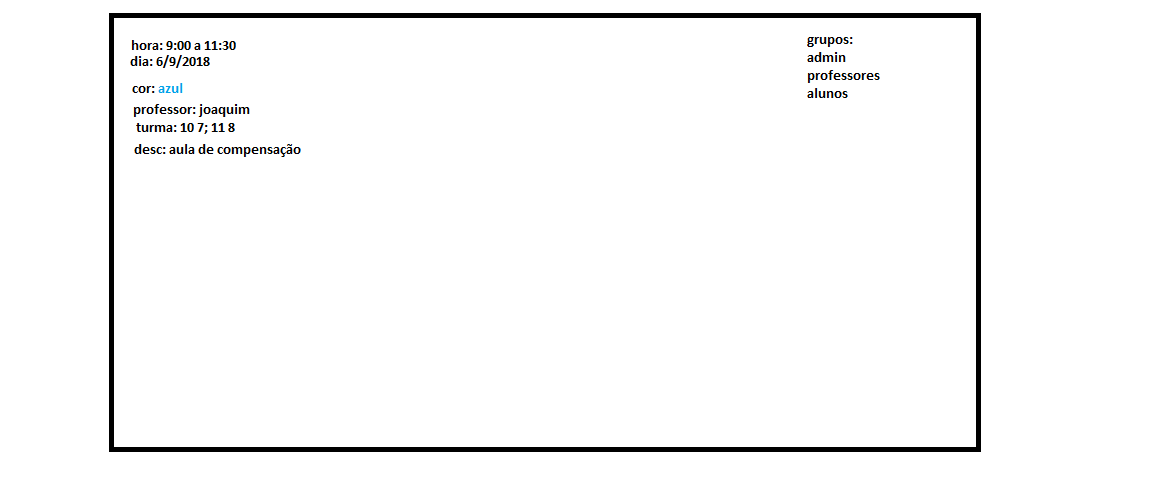 hora: 9:00 a 11:30
dia: 6/9/2018
cor: azul
professor: joaquim
turma: 10 7; 11 8
desc: aula de compensação
grupos:
admin
professores
alunos